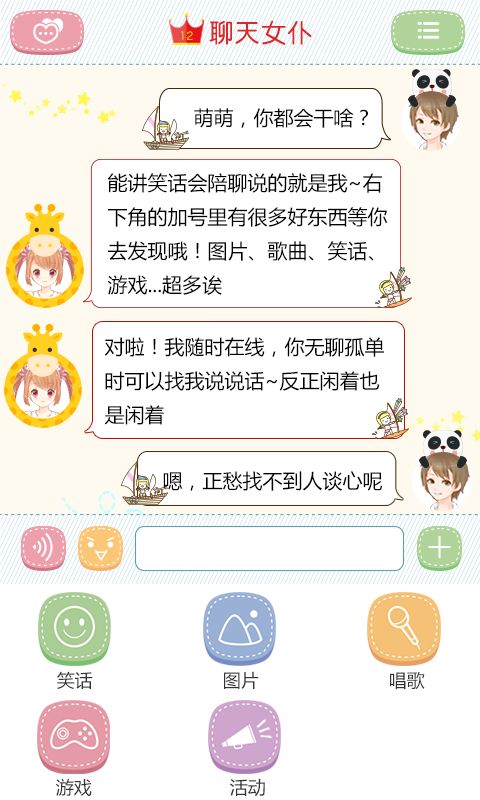 12 聊天女仆
萌萌，你都会干啥？
能讲笑话会陪聊说的就是我~右
下角的加号里有很多好东西等你
去发现哦！图片、歌曲、笑话、
游戏...超多诶
对啦！我随时在线，你无聊孤单
时可以找我说说话~反正闲着也
是闲着
嗯，正愁找不到人谈心呢
笑话 图片 唱歌
游戏 活动